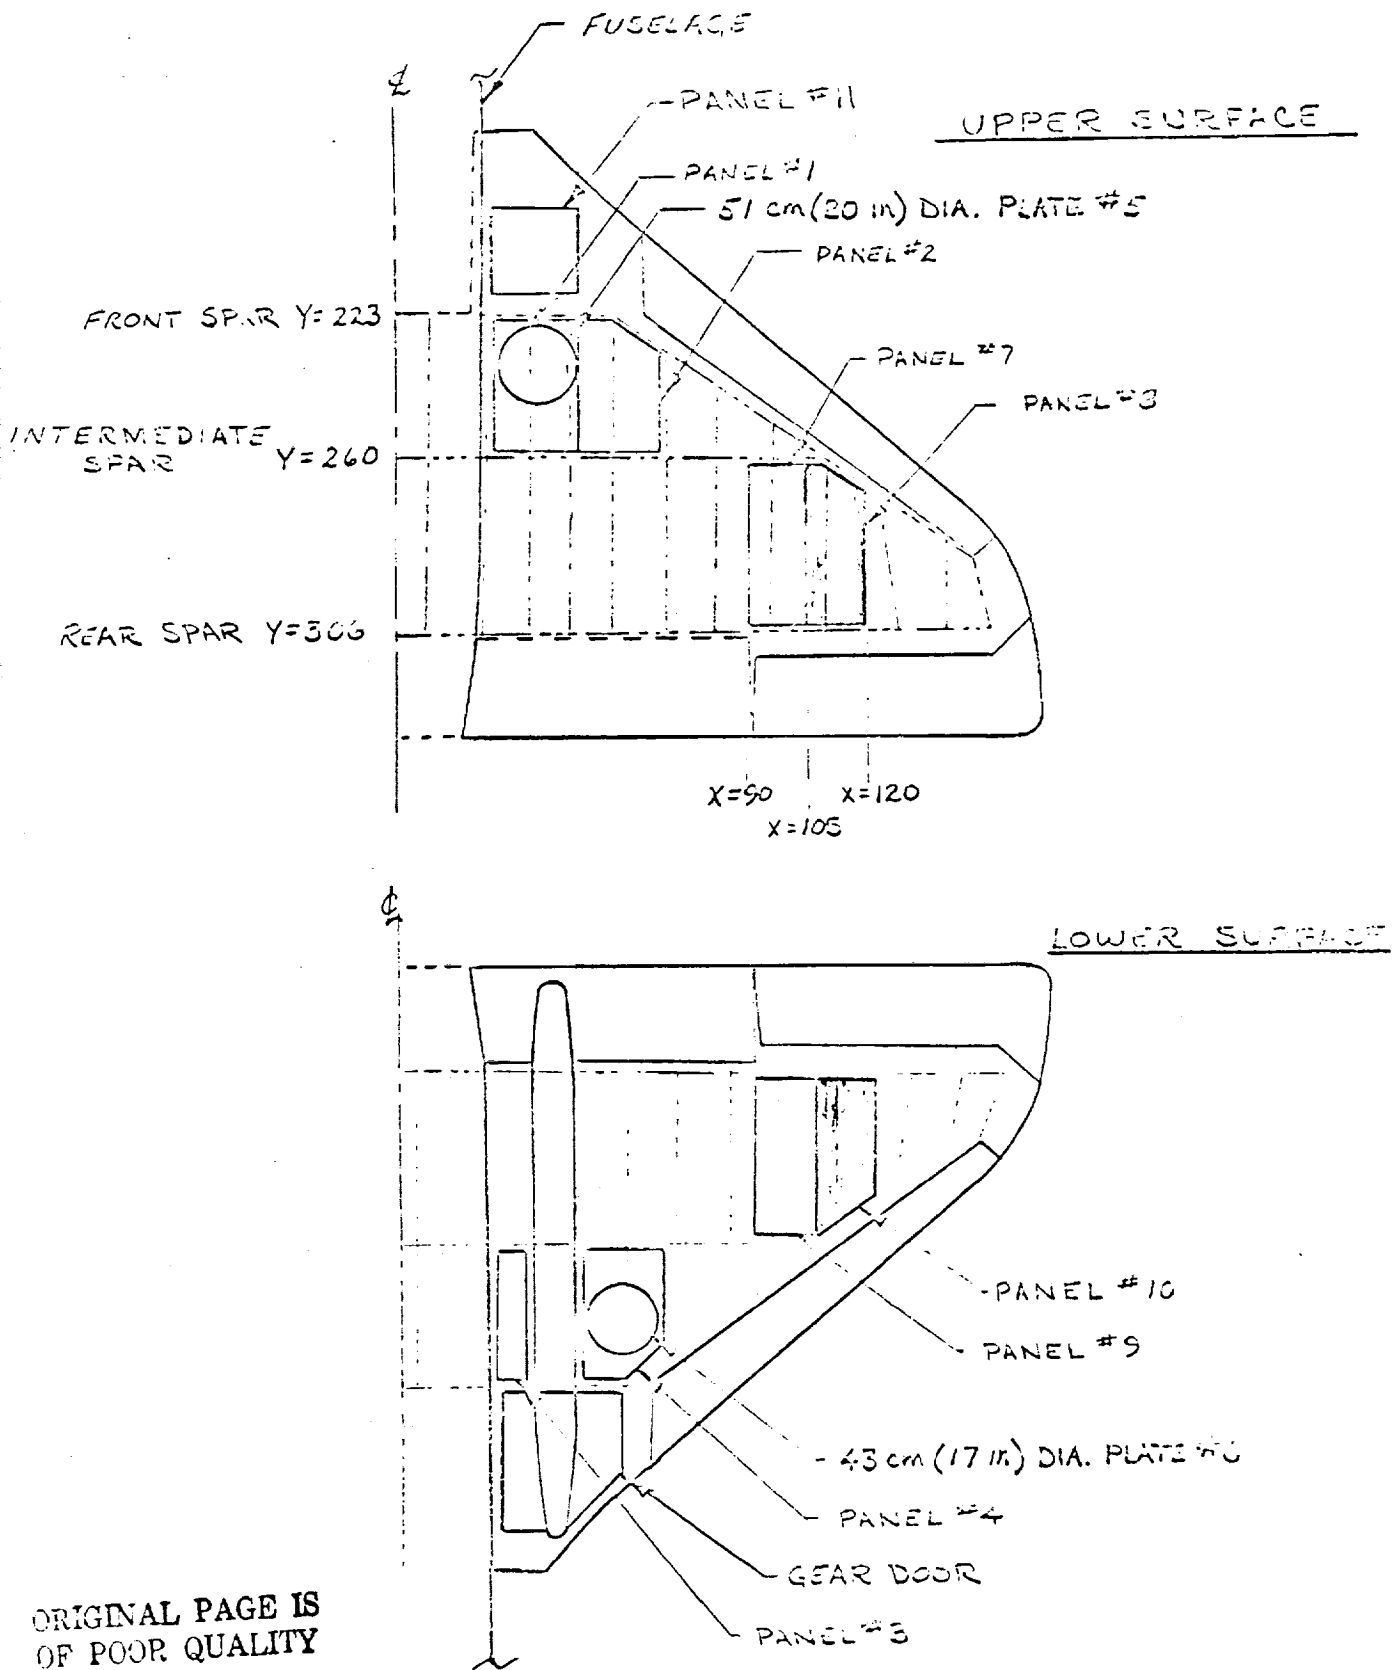 FUSELAGE
℄
PANEL #11
UPPER SURFACE
PANEL #1
51 cm (20 in) DIA. PLATE #5
PANEL #2
FRONT SPAR Y=223
PANEL #7
PANEL #8
INTERMEDIATE
SPAR Y=260
REAR SPAR Y=306
X=90 X=120
X=105
℄
LOWER SURFACE
PANEL #10
PANEL #9
43 cm (17 in) DIA. PLATE #6
PANEL #4
GEAR DOOR
PANEL #3
ORIGINAL PAGE IS
OF POOR QUALITY